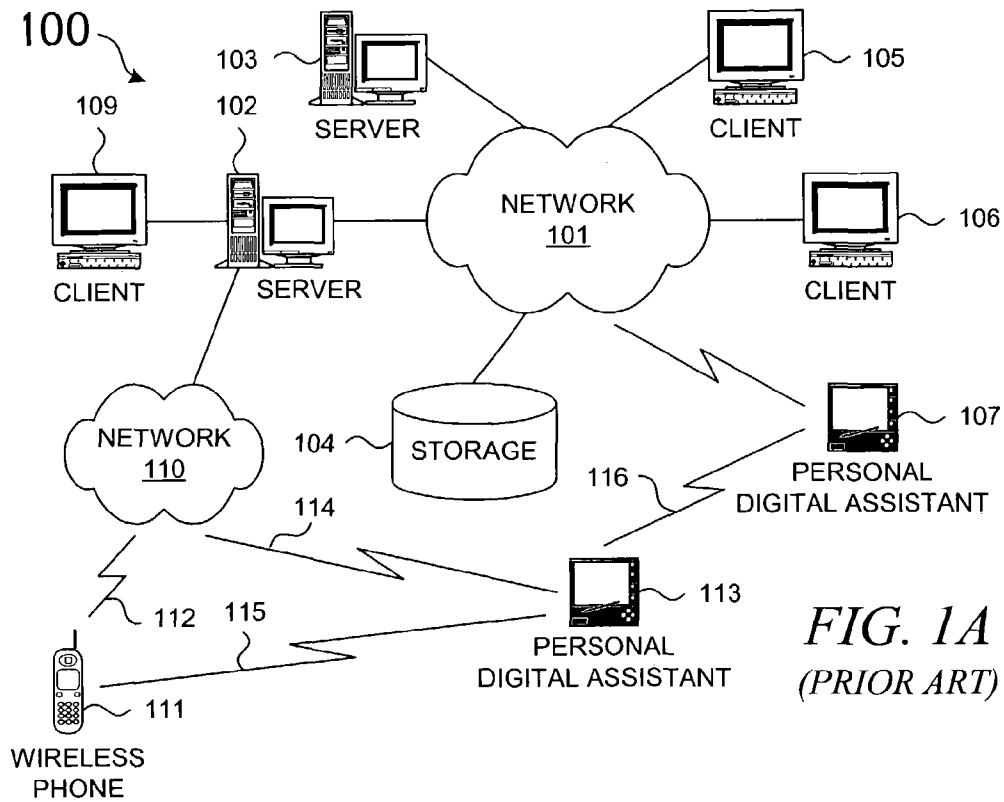 100
103
SERVER
105
CLIENT
109
CLIENT
102
SERVER
NETWORK
101
106
CLIENT
NETWORK
110
104
STORAGE
107
PERSONAL
DIGITAL ASSISTANT
116
114
112
115
113
PERSONAL
DIGITAL ASSISTANT
111
WIRELESS
PHONE
FIG. 1A
(PRIOR ART)